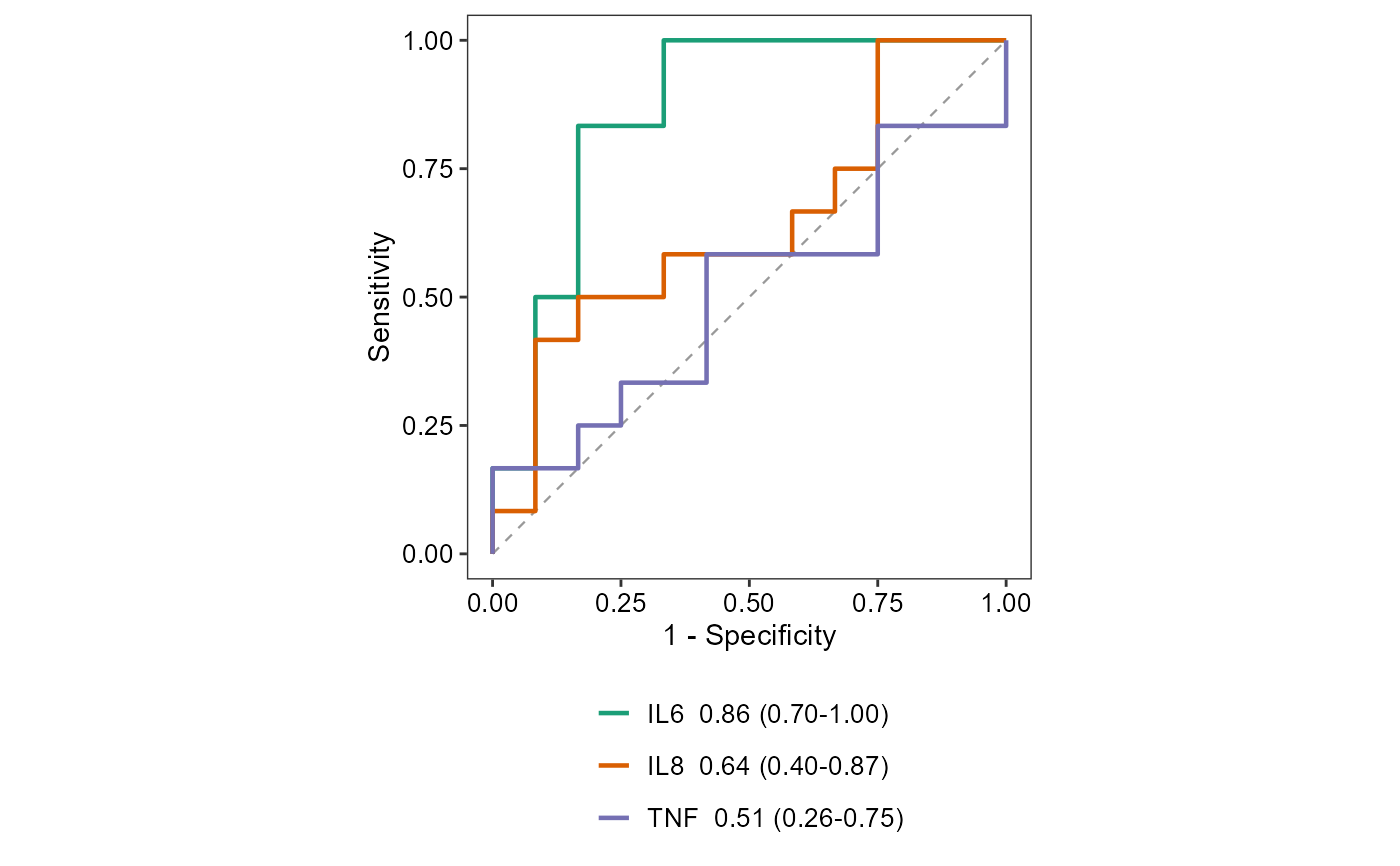 1.00
0.75
0.50
0.25
0.00
Sensitivity
0.00 0.25 0.50 0.75 1.00
1 - Specificity
IL6 0.86 (0.70-1.00)
IL8 0.64 (0.40-0.87)
TNF 0.51 (0.26-0.75)